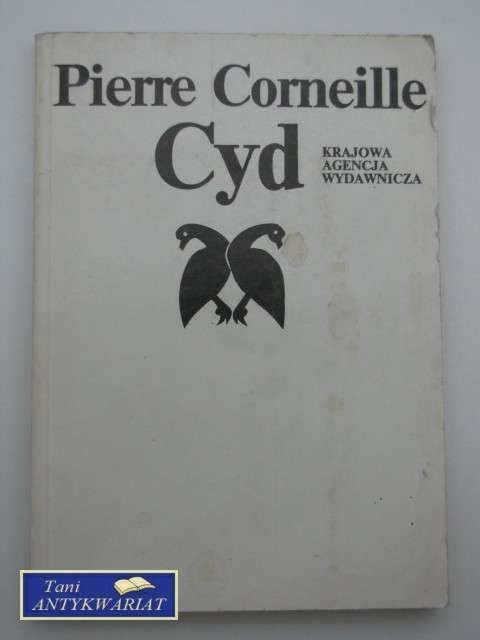 Pierre Corneille
Cyd
KRAJOWA
AGENCJA
WYDAWNICZA
Tani
ANTYKWARIAT